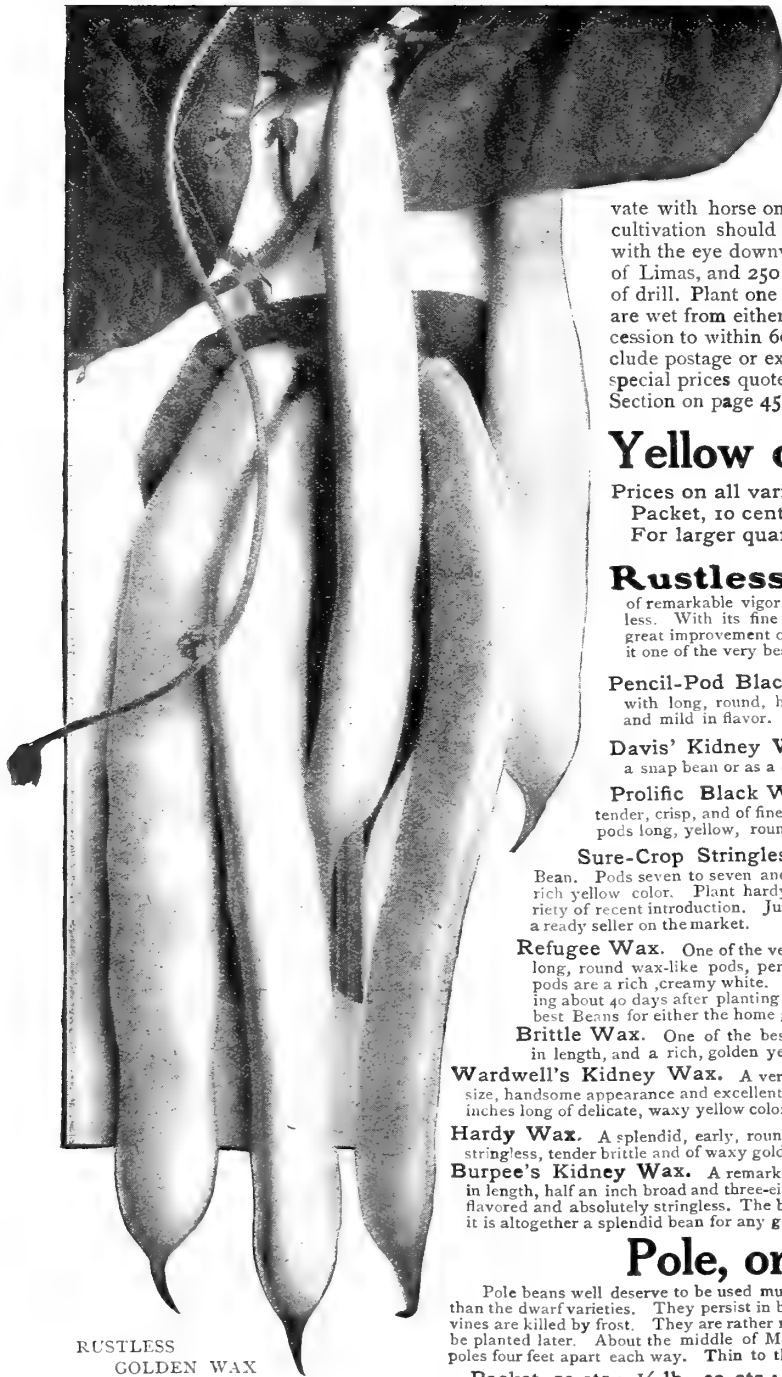 vate with horse on
cultivation should
with the eye down
of Limas, and 250
of drill. Plant one
are wet from either
cession to within 60
clude postage or ex
special prices quote
Section on page 45
Yellow
Prices on all vari
Packet, 10 cent
For larger quan
Rustless
of remarkable vigor
less. With its fine
great improvement
it one of the very bes
Pencil-Pod Blac
with long, round, h
and mild in flavor.
Davis' Kidney W
a snap bean or as a
Prolific Black W
tender, crisp, and of fine
pods long, yellow, roun
Sure-Crop Stringles
Bean. Pods seven to seven and
rich yellow color. Plant hardy
riety of recent introduction. Ju
a ready seller on the market.
Refugee Wax. One of the ve
long, round wax-like pods, per
pods are a rich ,creamy white.
ing about 40 days after planting
best Beans for either the home
Brittle Wax. One of the bes
in length, and a rich, golden ye
Wardwell's Kidney Wax. A ver
size, handsome appearance and excellent
inches long of delicate, waxy yellow colo
Hardy Wax. A splendid, early, roun
stringless, tender brittle and of waxy gold
Burpee's Kidney Wax. A remark
in length, half an inch broad and three-ei
flavored and absolutely stringless. The b
it is altogether a splendid bean for any g
Pole, or
Pole beans well deserve to be used mu
than the dwarf varieties. They persist in b
vines are killed by frost. They are rather
be planted later. About the middle of M
poles four feet apart each way. Thin to t
RUSTLESS
GOLDEN WAX